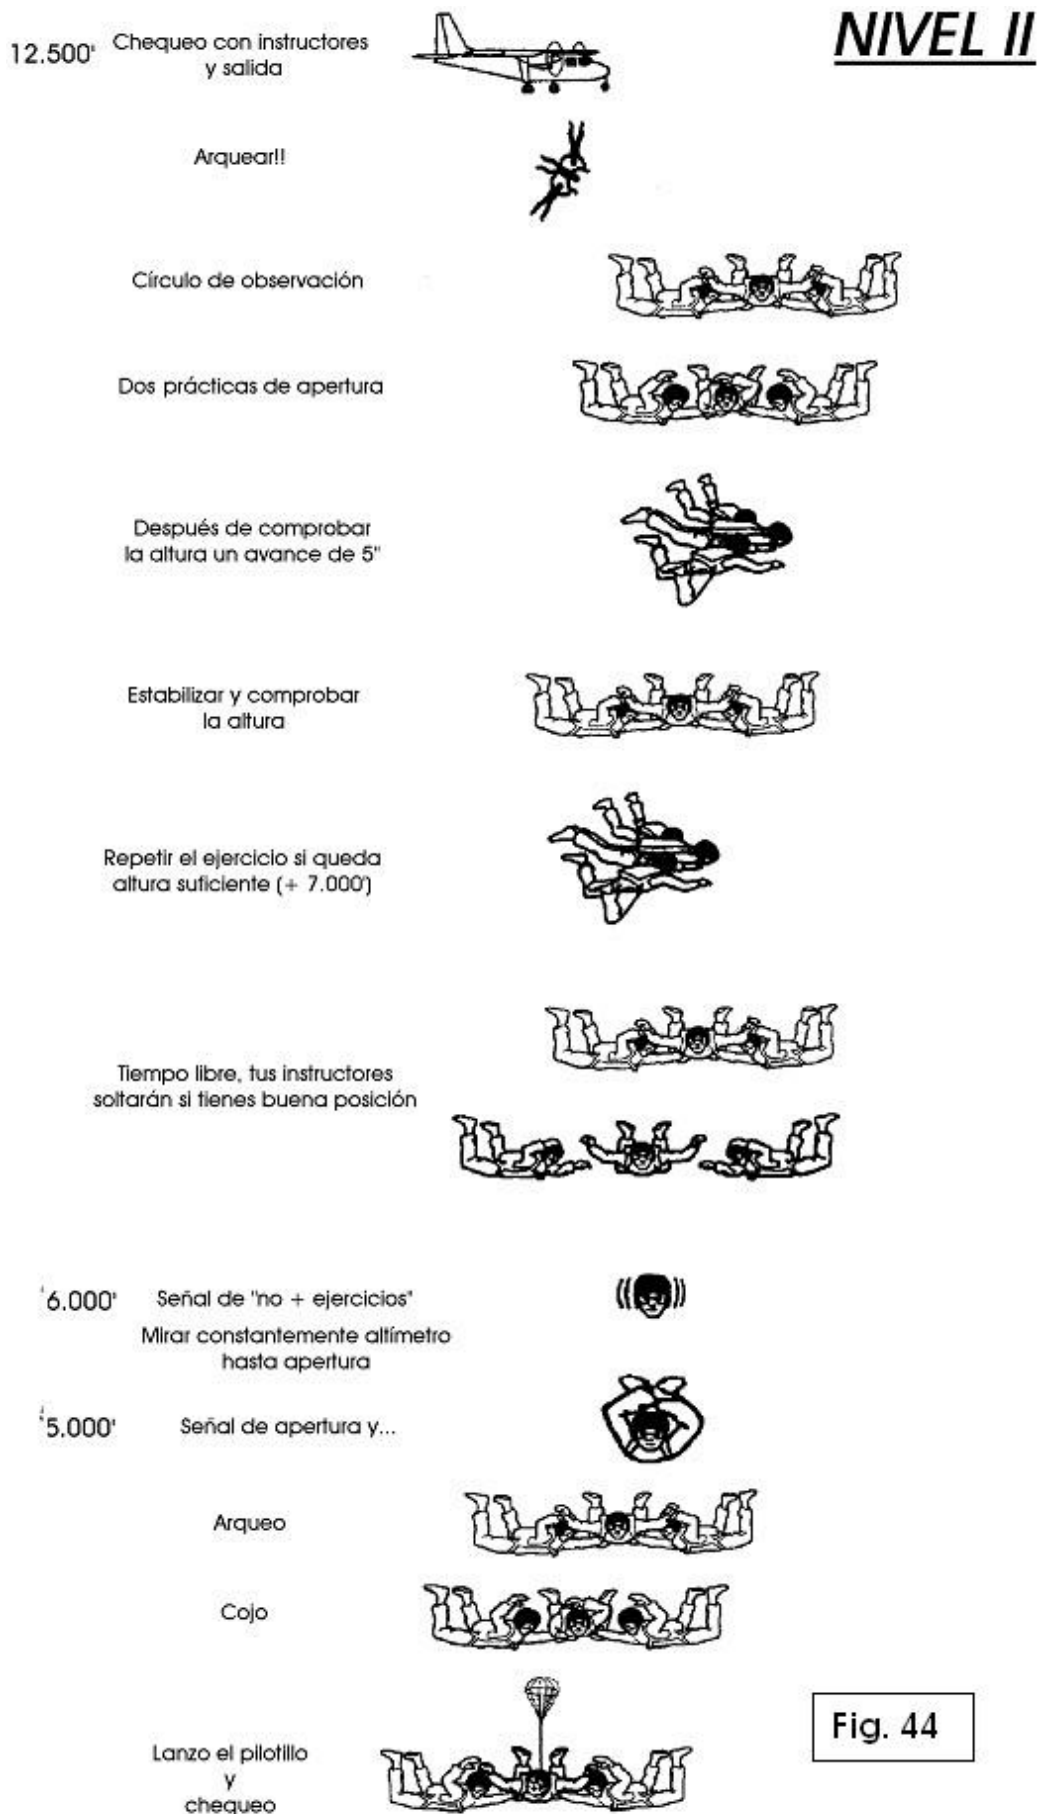 NIVEL II
12.500' Chequeo con instructores
y salida
Arquear!!
Círculo de observación
Dos prácticas de apertura
Después de comprobar
la altura un avance de 5"
Estabilizar y comprobar
la altura
Repetir el ejercicio si queda
altura suficiente (+ 7.000')
Tiempo libre, tus instructores
soltarán si tienes buena posición
6.000' Señal de "no + ejercicios"
Mirar constantemente altímetro
hasta apertura
5.000' Señal de apertura y...
Arqueo
Cojo
Lanzo el pilotillo
y
chequeo
Fig. 44